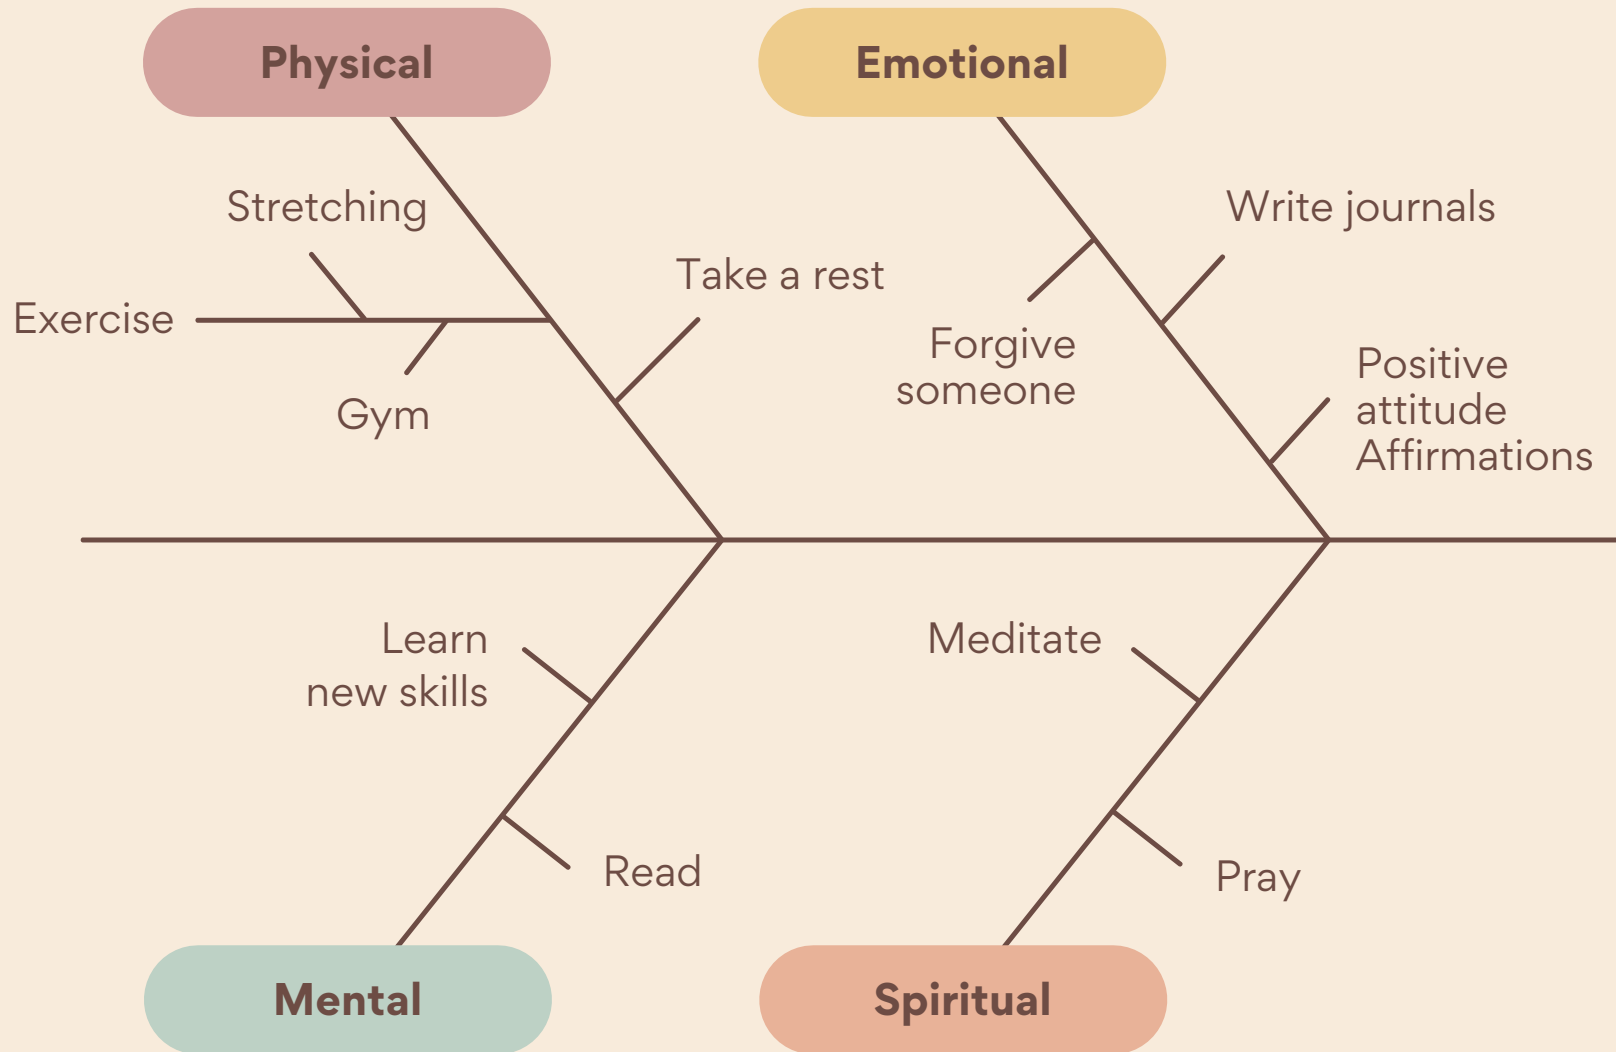 Physical
Emotional
Stretching
Write journals
Take a rest
Exercise
Forgive
someone
Positive
attitude
Affirmations
Gym
Learn
new skills
Meditate
Read
Pray
Mental
Spiritual